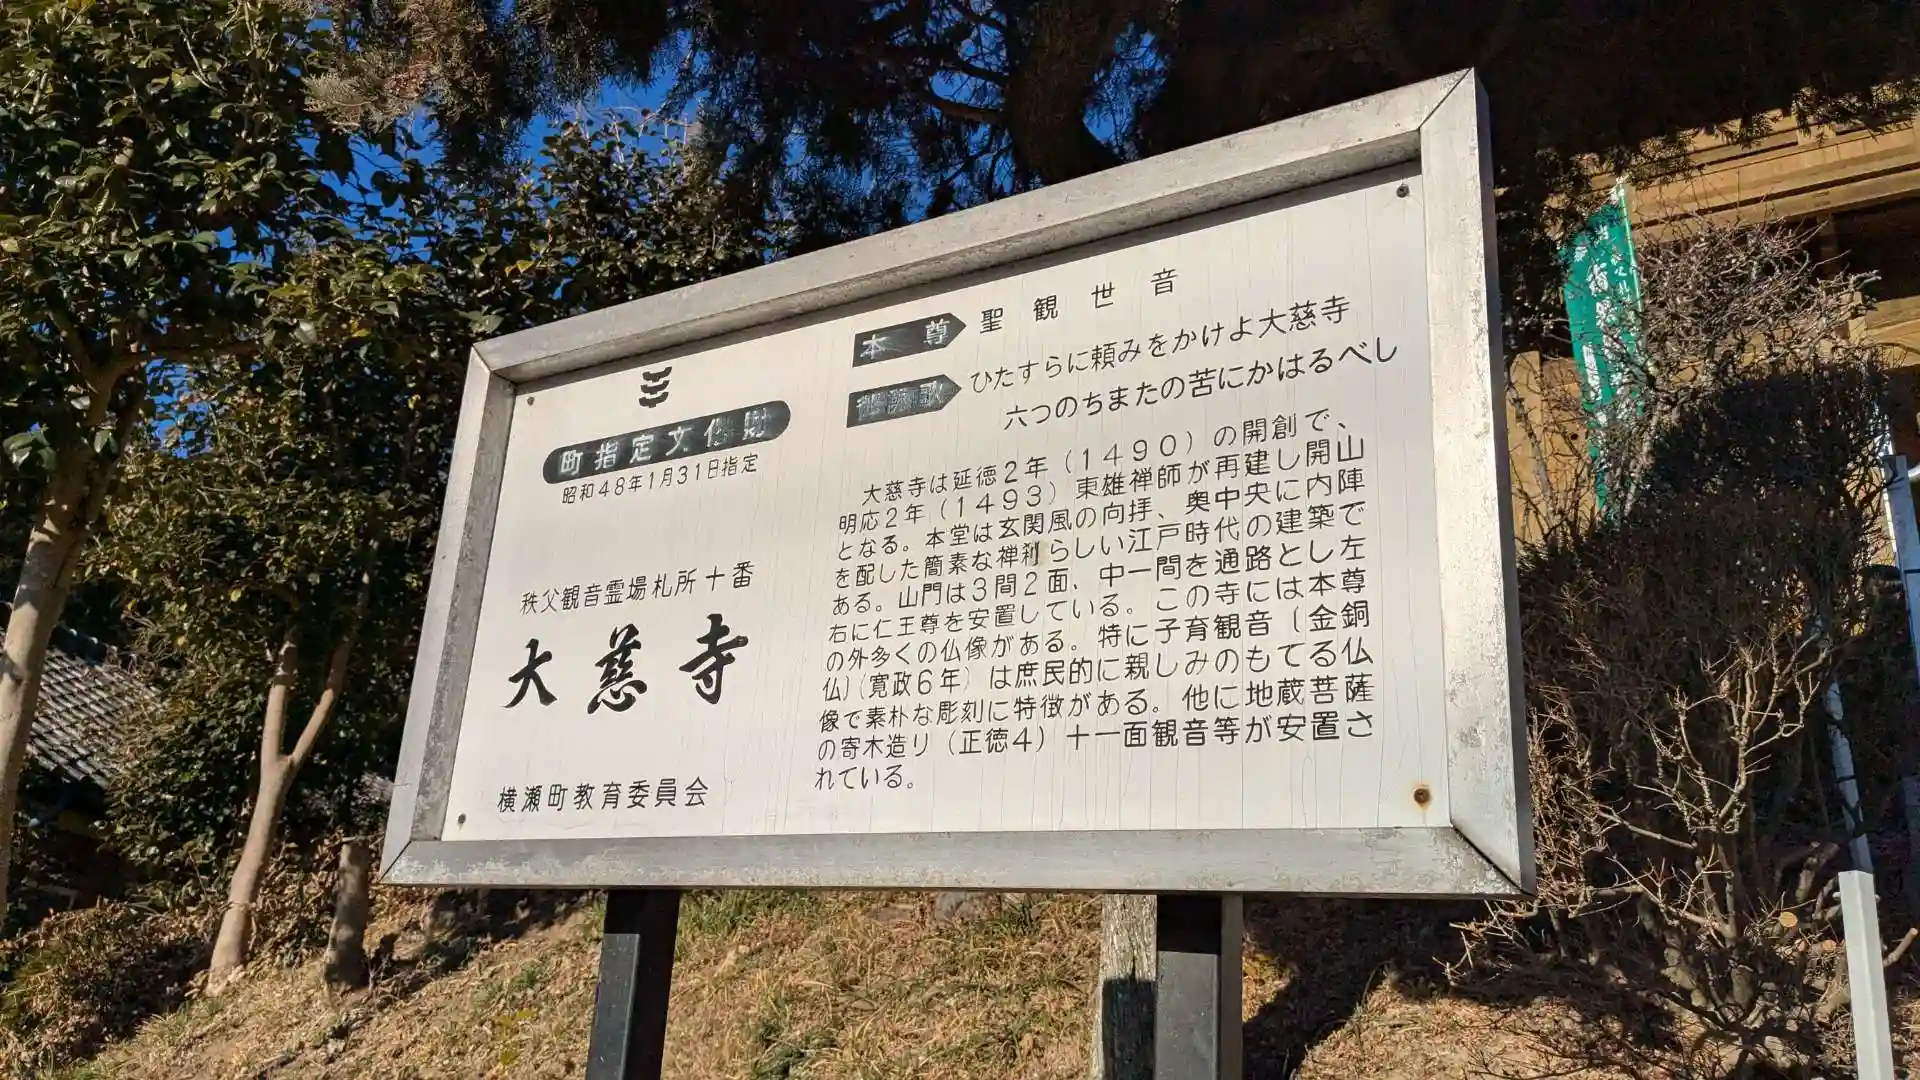 町指定文化財
昭和48年1月31日指定
秩父観音霊場札所十番
大慈寺
横瀬町教育委員会
本尊 聖観世音
御詠歌 ひたすらに頼みをかけよ大慈寺
六つのちまたの苦にかはるべし
大慈寺は延徳2年(1490)の開創で、
明応2年(1493)東雄禅師が再建し開山
となる。本堂は玄関風の向拝、奥中央に内陣
を配した簡素な禅刹らしい江戸時代の建築で
ある。山門は3間2面、中一間を通路とし左
右に仁王尊を安置している。この寺には本尊
の外多くの仏像がある。特に子育観音(金銅
仏)(寛政6年)は庶民的に親しみのもてる仏
像で素朴な彫刻に特徴がある。他に地蔵菩薩
の寄木造り(正徳4)十一面観音等が安置さ
れている。